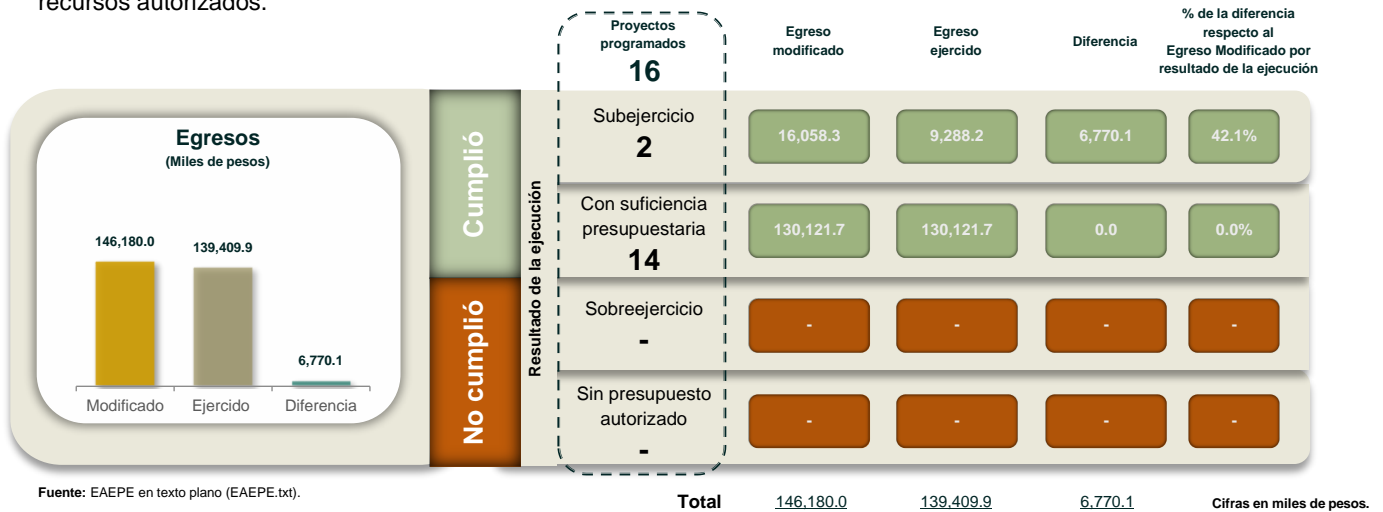 recursos autorizados.
Proyectos
programados
16
Egreso
modificado
Egreso
ejercido
Diferencia
% de la diferencia
respecto al
Egreso Modificado por
resultado de la ejecución
Egresos
(Miles de pesos)
146,180.0
139,409.9
6,770.1
Modificado
Ejercido
Diferencia
Cumplió
No cumplió
Resultado de la ejecución
Subejercicio
2
16,058.3
9,288.2
6,770.1
42.1%
Con suficiencia
presupuestaria
14
130,121.7
130,121.7
0.0
0.0%
Sobreejercicio
-
-
-
-
-
Sin presupuesto
autorizado
-
-
-
-
-
Fuente: EAEPE en texto plano (EAEPE.txt).
Total
146,180.0
139,409.9
6,770.1
Cifras en miles de pesos.